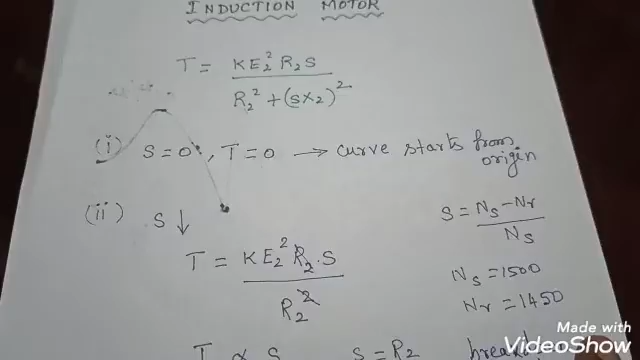 INDUCTION MOTOR
T = KE₂² R₂S / R₂² + (SX₂)²
(i) S = 0, T = 0 → curve starts from origin
(ii) S ↓
S = Ns - Nr / Ns
T = KE₂² R₂.S / R₂²
Ns = 1500
Nr = 1450
T ∝ S S = R₂
Made with
VideoShow